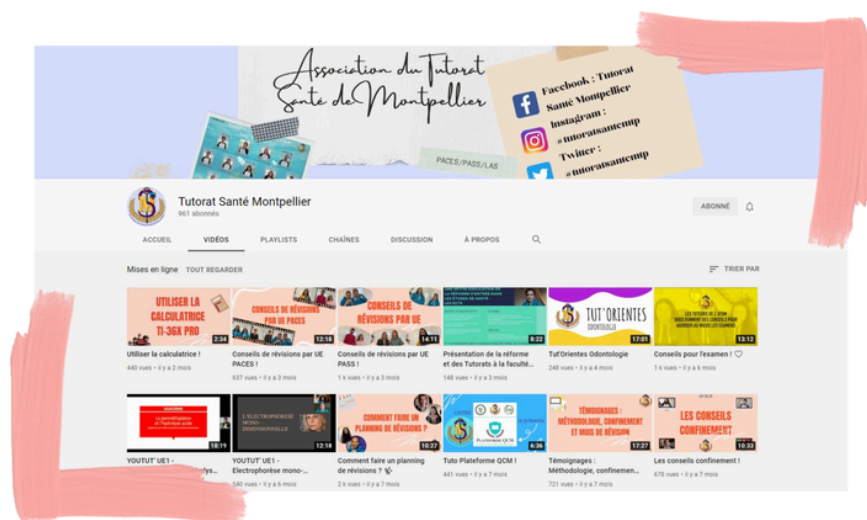 Association du Tutorat
Santé de Montpellier
Facebook : Tutorat
Santé Montpellier
Instagram :
@tutoratsantemtp
Twitter :
@tutoratsantemtp
PACES/PASS/LAS
Tutorat Santé Montpellier
961 abonnés
ABONNÉ
ACCUEIL VIDÉOS PLAYLISTS CHAÎNES DISCUSSION À PROPOS
Mises en ligne TOUT REGARDER TRIER PAR
UTILISER LA
CALCULATRICE
TI-36X PRO
2:34
CONSEILS DE RÉVISIONS
PAR UE PACES
12:18
CONSEILS DE
RÉVISIONS PAR UE
14:11
8:22
TUT'ORIENTES
ODONTOLOGIE
17:01
13:12
Utiliser la calculatrice !
440 vues • il y a 2 mois
Conseils de révisions par UE
PACES !
637 vues • il y a 3 mois
Conseils de révisions par UE
PASS !
1 k vues • il y a 3 mois
Présentation de la réforme
et des Tutorats à la faculté...
148 vues • il y a 3 mois
Tut'Orientes Odontologie
248 vues • il y a 4 mois
Conseils pour l'examen ! ♡
1 k vues • il y a 6 mois
18:19
L'ELECTROPHORÈSE
MONO-
DIMENSIONNELLE
12:18
COMMENT FAIRE UN
PLANNING DE RÉVISIONS ?
10:27
PLATEFORME QCM
6:36
TÉMOIGNAGES :
MÉTHODOLOGIE, CONFINEMENT
ET MOIS DE RÉVISION
17:27
LES CONSEILS
CONFINEMENT
10:33
YOUTUT' UE1 -
YOUTUT' UE1 -
Electrophorèse mono-...
540 vues • il y a 6 mois
Comment faire un planning
de révisions ?
2 k vues • il y a 7 mois
Tuto Plateforme QCM !
441 vues • il y a 7 mois
Témoignages :
Méthodologie, confinemen...
721 vues • il y a 7 mois
Les conseils confinement !
678 vues • il y a 7 mois